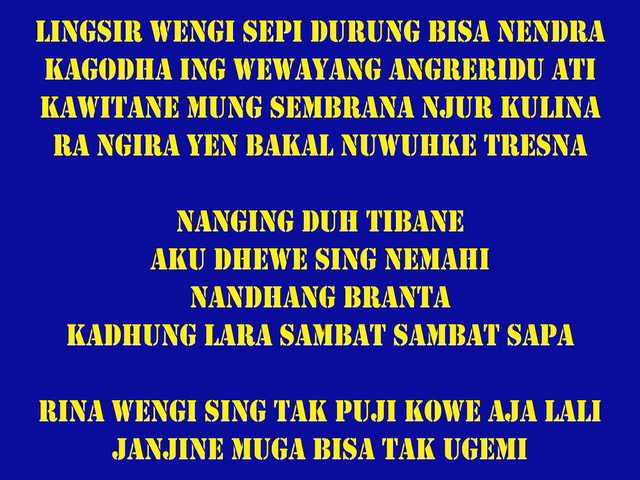 LINGSIR WENGI SEPI DURUNG BISA NENDRA
KAGODHA ING WEWAYANG ANGRERIDU ATI
KAWITANE MUNG SEMBRANA NJUR KULINA
RA NGIRA YEN BAKAL NUWUHKE TRESNA
NANGING DUH TIBANE
AKU DHEWE SING NEMAHI
NANDHANG BRANTA
KADHUNG LARA SAMBAT SAMBAT SAPA
RINA WENGI SING TAK PUJI KOWE AJA LALI
JANJINE MUGA BISA TAK UGEMI